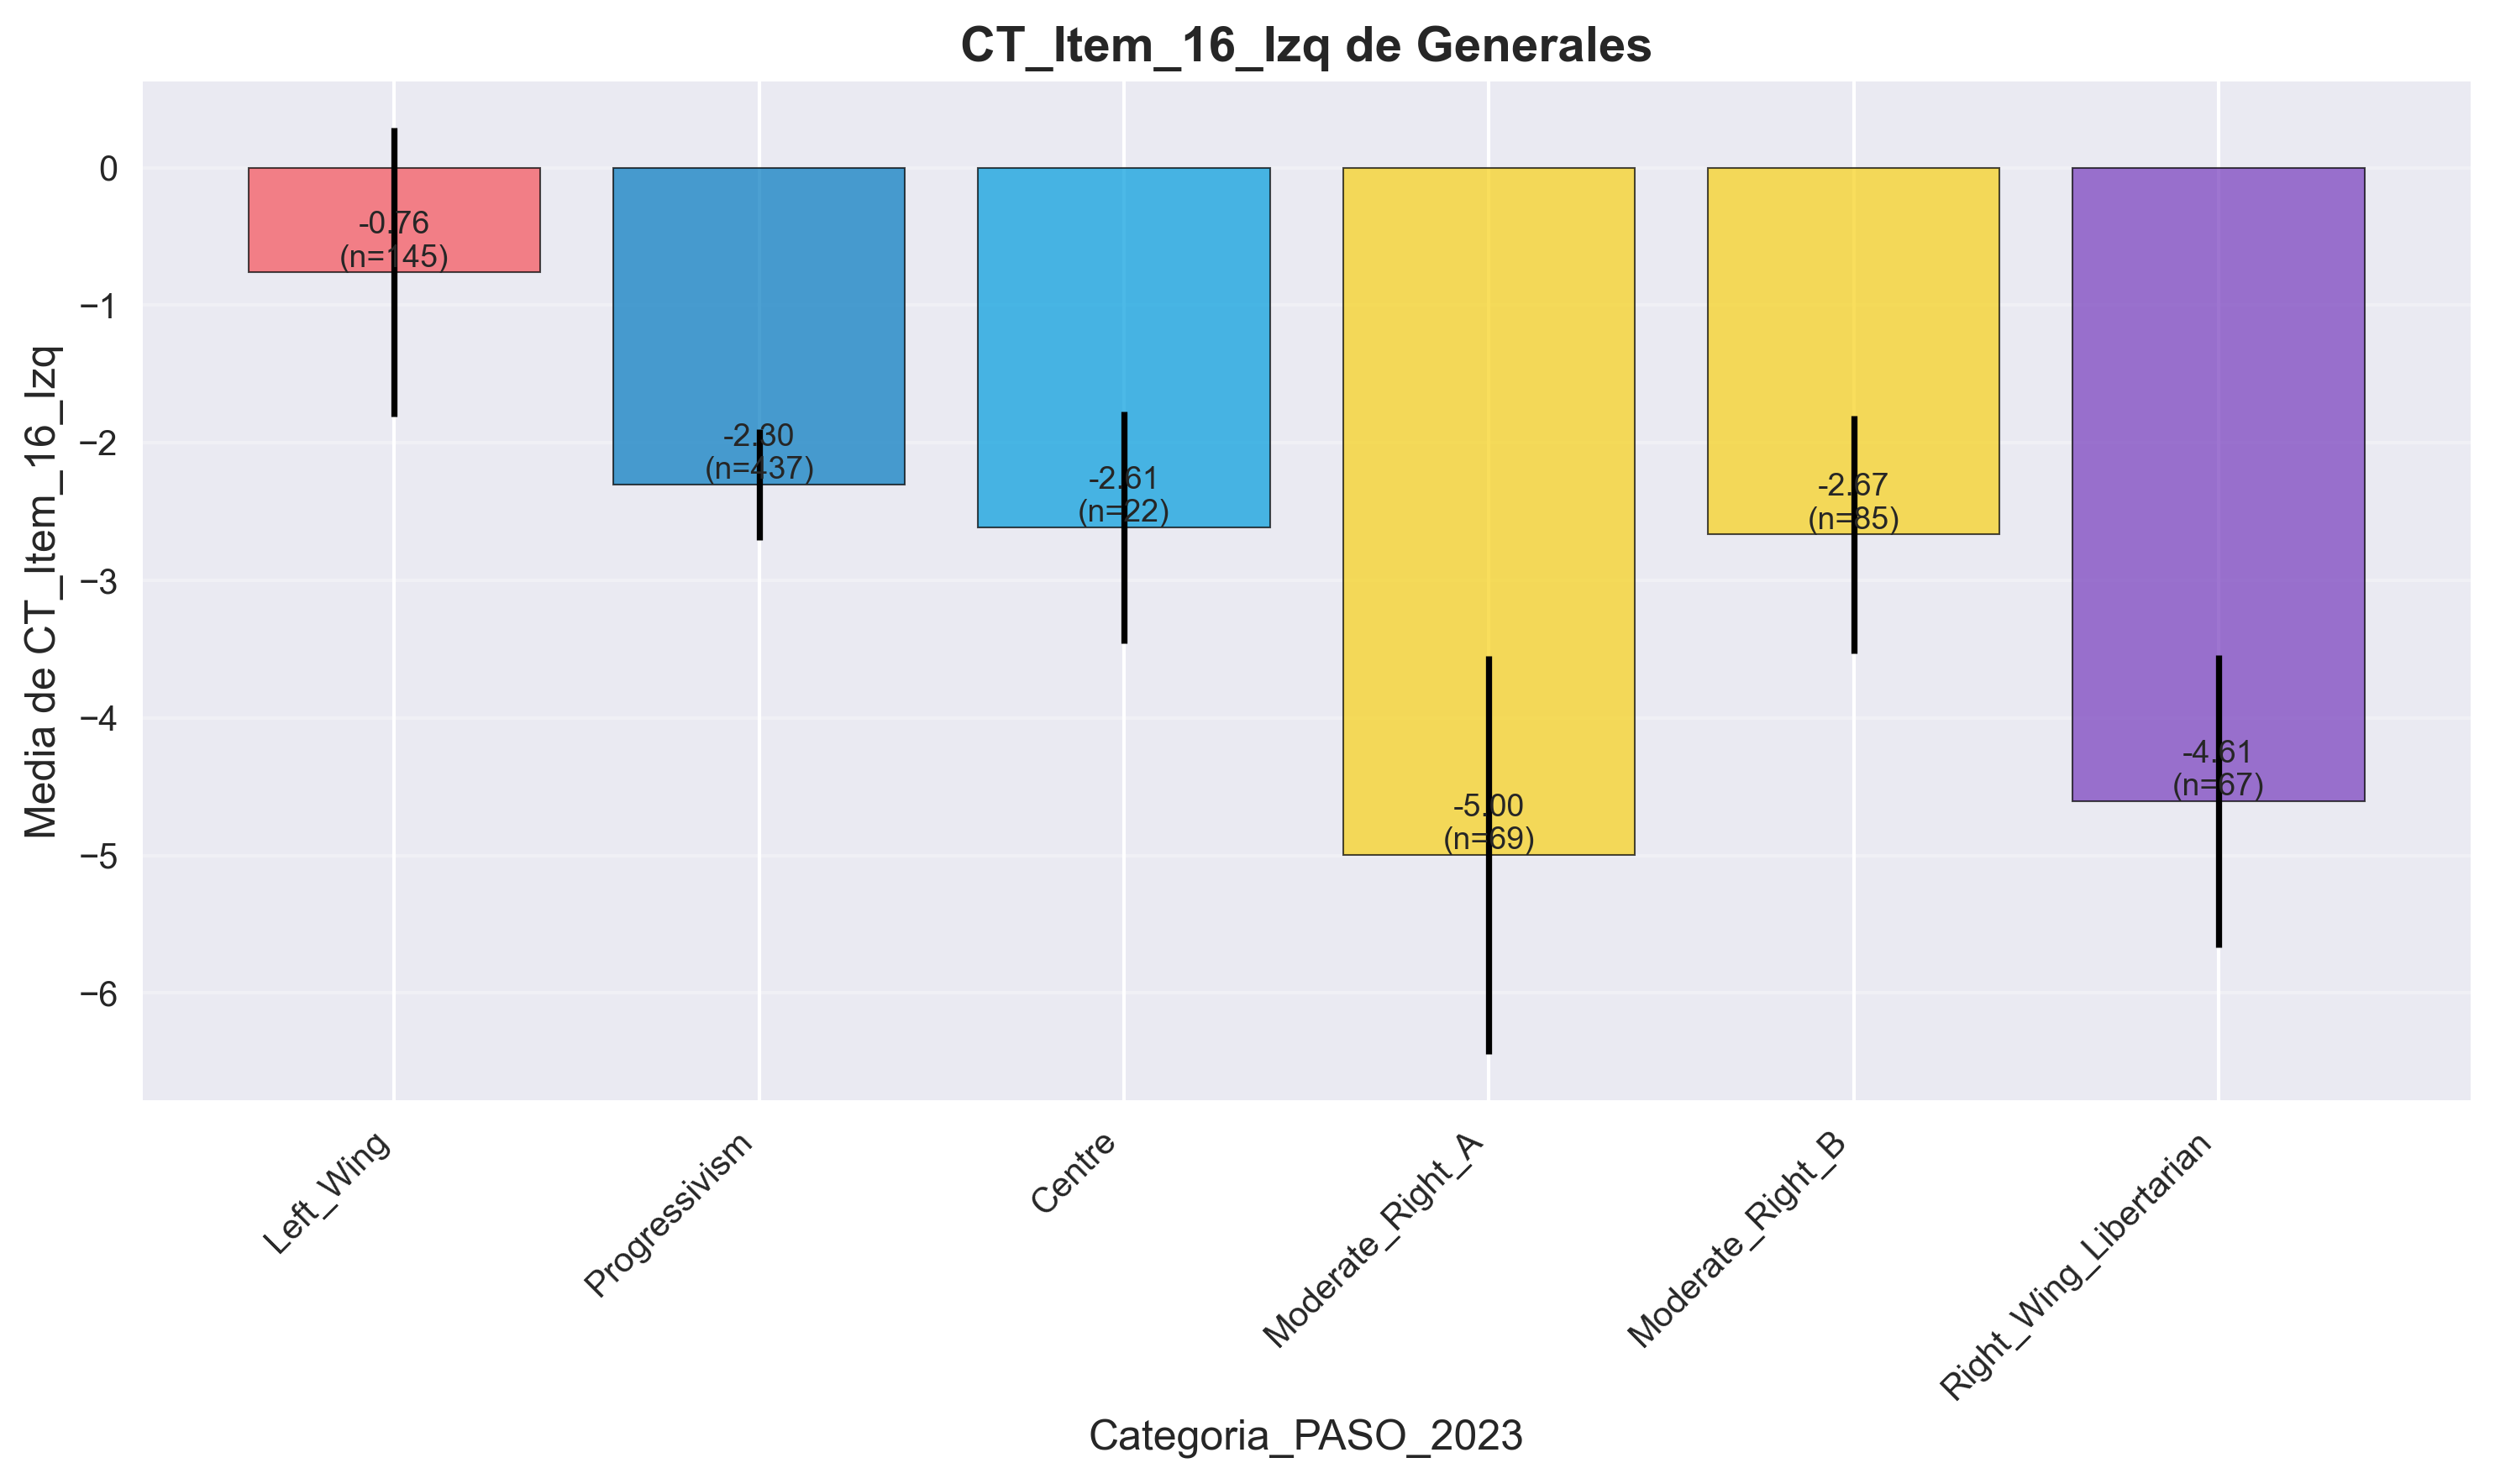 CT_Item_16_Izq de Generales
Media de CT_Item_16_Izq
0
−1
−2
−3
−4
−5
−6
-0.76
(n=145)
-2.30
(n=437)
-2.61
(n=22)
-5.00
(n=69)
-2.67
(n=85)
-4.61
(n=67)
Left_Wing
Progressivism
Centre
Moderate_Right_A
Moderate_Right_B
Right_Wing_Libertarian
Categoria_PASO_2023